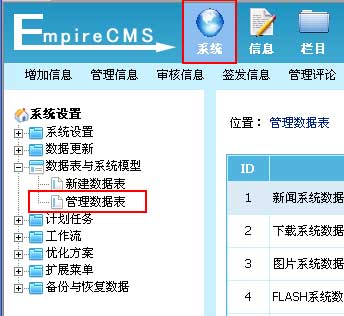 EmpireCMS
系统 信息 栏目
增加信息 管理信息 审核信息 签发信息 管理评论
系统设置
系统设置
数据更新
数据表与系统模型
新建数据表
管理数据表
计划任务
工作流
优化方案
扩展菜单
备份与恢复数据
位置： 管理数据表
ID
1 新闻系统数据
2 下载系统数据
3 图片系统数据
4 FLASH系统数